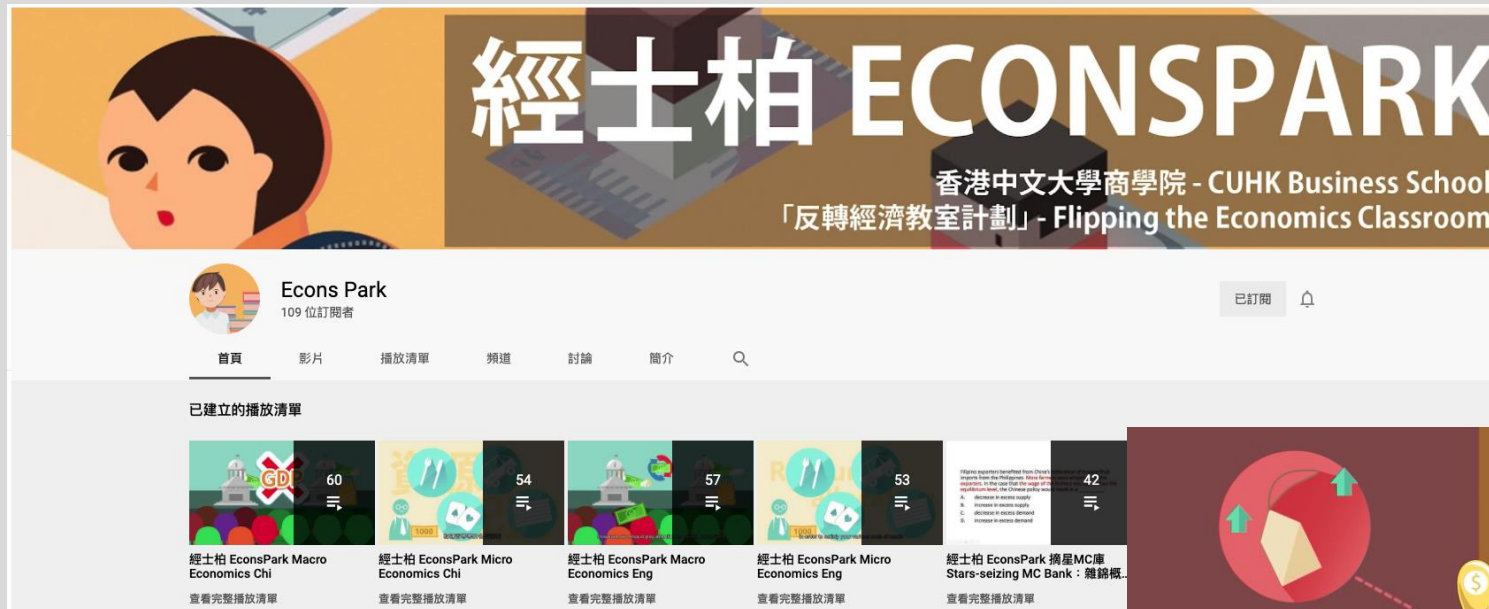 經士柏 ECONSPARK
香港中文大學商學院 - CUHK Business School
「反轉經濟教室計劃」- Flipping the Economics Classroom
Econs Park
109 位訂閱者
已訂閱
首頁 影片 播放清單 頻道 討論 簡介
已建立的播放清單
GDP 60
54
57
53
42
1000
1000
decrease in excess supply
increase in excess supply
decrease in excess demand
increase in excess demand
經士柏 EconsPark Macro
Economics Chi
查看完整播放清單
經士柏 EconsPark Micro
Economics Chi
查看完整播放清單
經士柏 EconsPark Macro
Economics Eng
查看完整播放清單
經士柏 EconsPark Micro
Economics Eng
查看完整播放清單
經士柏 EconsPark 摘星MC庫
Stars-seizing MC Bank：雜錦概...
查看完整播放清單
$